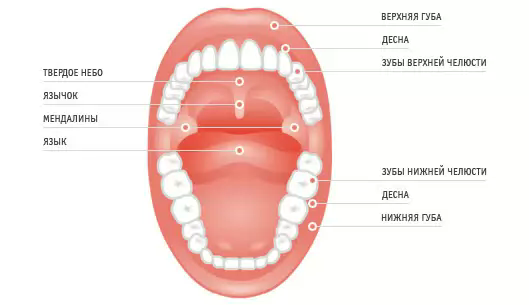 ВЕРХНЯЯ ГУБА
ДЕСНА
ЗУБЫ ВЕРХНЕЙ ЧЕЛЮСТИ
ТВЕРДОЕ НЕБО
ЯЗЫЧОК
МЕНДАЛИНЫ
ЯЗЫК
ЗУБЫ НИЖНЕЙ ЧЕЛЮСТИ
ДЕСНА
НИЖНЯЯ ГУБА